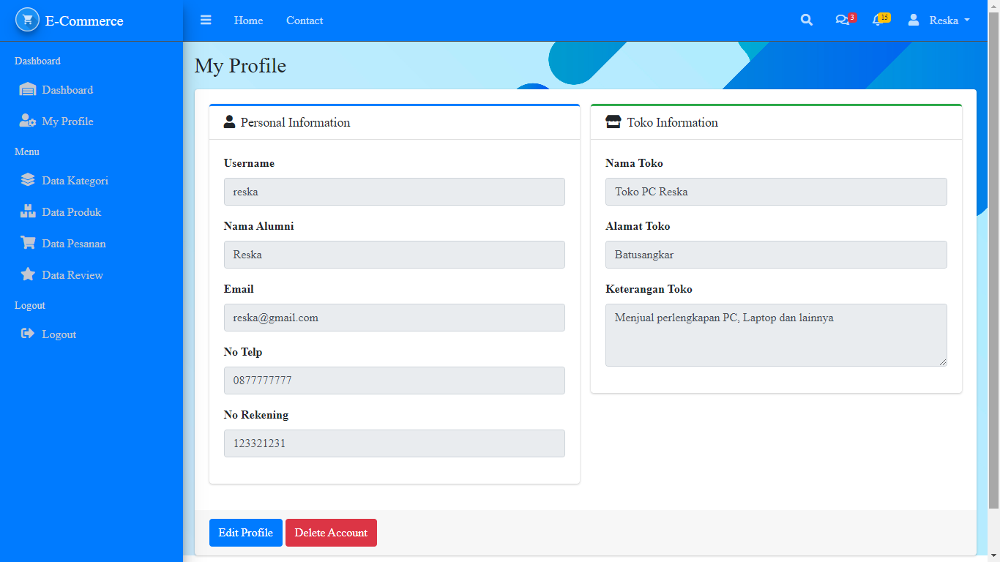 E-Commerce
Home
Contact
3
15
Reska
Dashboard
Dashboard
My Profile
Menu
Data Kategori
Data Produk
Data Pesanan
Data Review
Logout
Logout
My Profile
Personal Information
Username
reska
Nama Alumni
Reska
Email
reska@gmail.com
No Telp
0877777777
No Rekening
123321231
Toko Information
Nama Toko
Toko PC Reska
Alamat Toko
Batusangkar
Keterangan Toko
Menjual perlengkapan PC, Laptop dan lainnya
Edit Profile
Delete Account